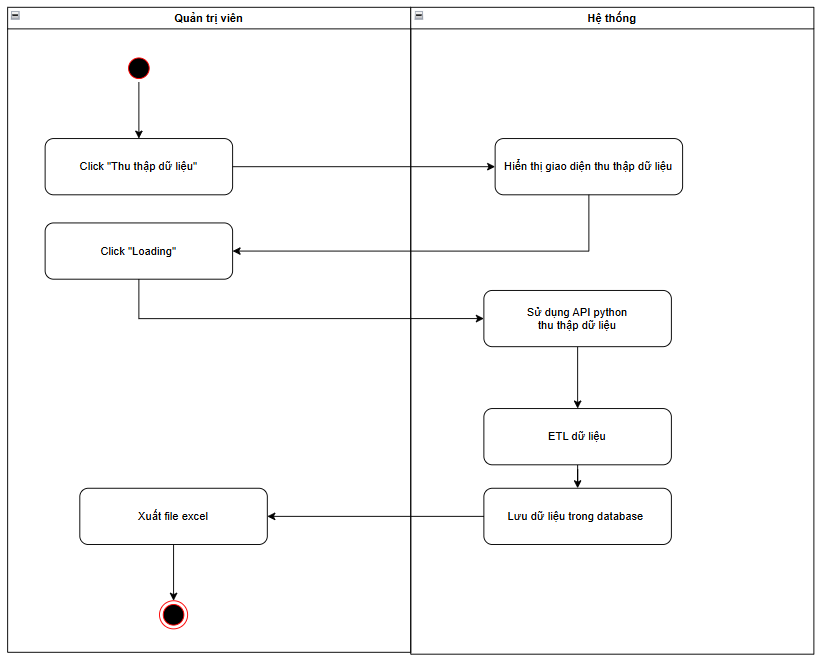 Quản trị viên
Hệ thống
Click "Thu thập dữ liệu"
Hiển thị giao diện thu thập dữ liệu
Click "Loading"
Sử dụng API python
thu thập dữ liệu
ETL dữ liệu
Xuất file excel
Lưu dữ liệu trong database